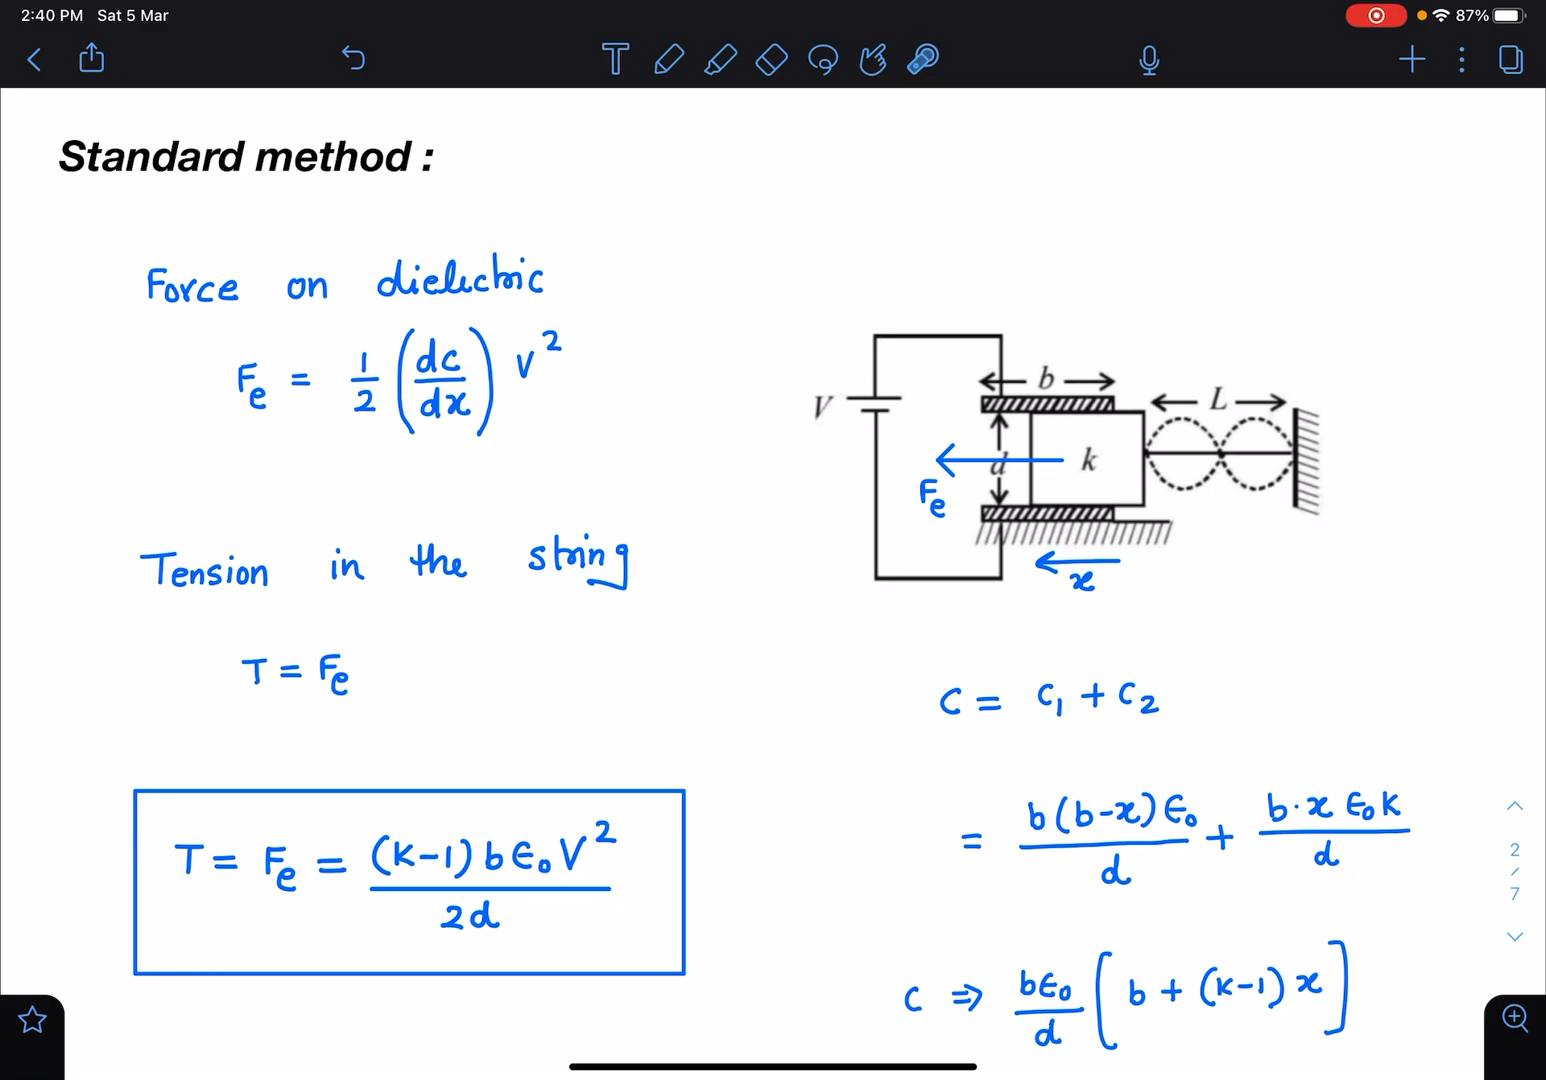 2:40 PM Sat 5 Mar
87%
Standard method :
Force on dielectric
Fe = 1/2 (dc/dx) V²
Tension in the string
T = Fe
T = Fe = (K-1) b ϵ₀ V² / 2d
V
b
L
d
k
Fe
x
C = C₁ + C₂
= b(b-x)ϵ₀ / d + b·x ϵ₀ K / d
C ⇒ bϵ₀ / d [ b + (K-1) x ]
2 / 7